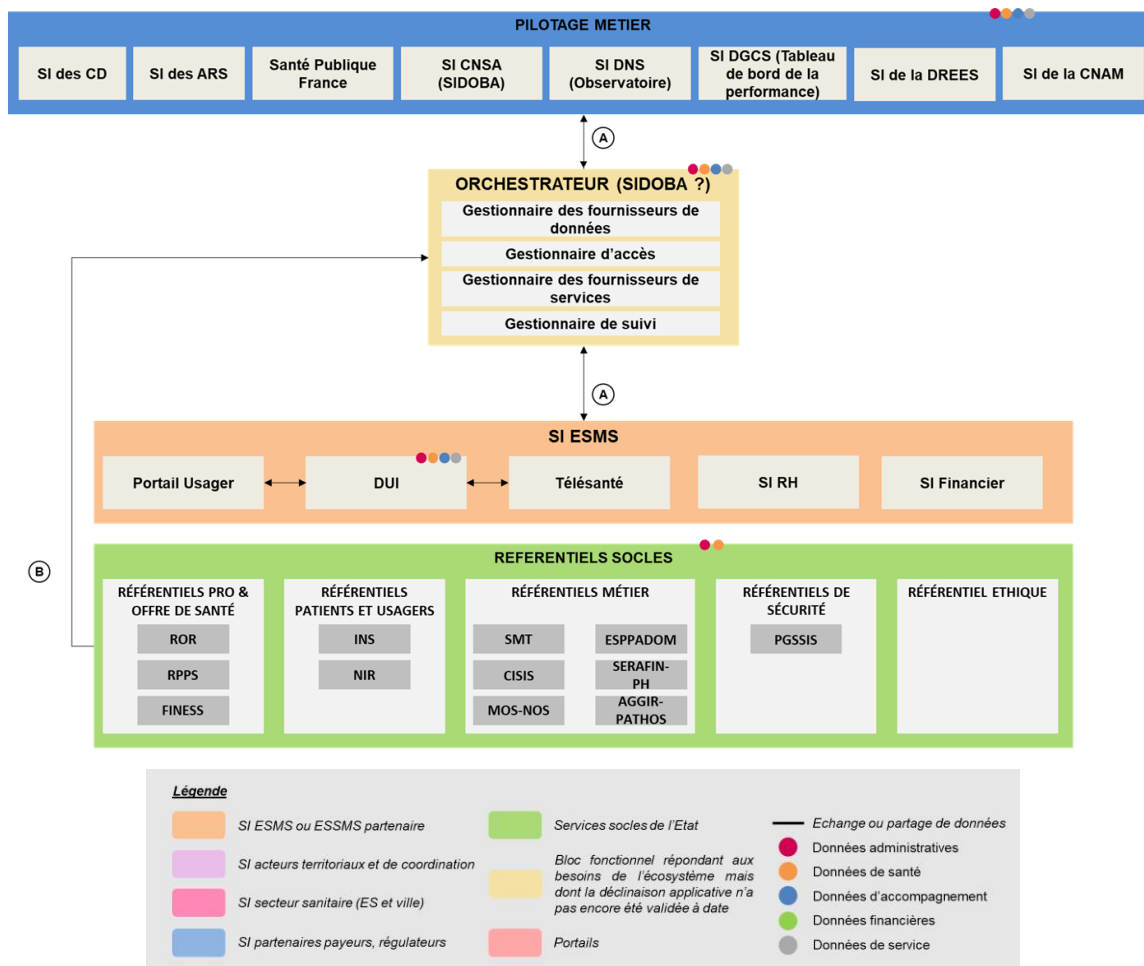 PILOTAGE METIER
SI des CD
SI des ARS
Santé Publique
France
SI CNSA
(SIDOBA)
SI DNS
(Observatoire)
SI DGCS (Tableau
de bord de la
performance)
SI de la DREES
SI de la CNAM
A
ORCHESTRATEUR (SIDOBA ?)
Gestionnaire des fournisseurs de
données
Gestionnaire d'accès
Gestionnaire des fournisseurs de
services
Gestionnaire de suivi
A
SI ESMS
Portail Usager
DUI
Télésanté
SI RH
SI Financier
B
REFERENTIELS SOCLES
RÉFÉRENTIELS PRO &
OFFRE DE SANTÉ
ROR
RPPS
FINESS
RÉFÉRENTIELS
PATIENTS ET USAGERS
INS
NIR
RÉFÉRENTIELS MÉTIER
SMT
CISIS
MOS-NOS
ESPPADOM
SERAFIN-
PH
AGGIR-
PATHOS
RÉFÉRENTIELS DE
SÉCURITÉ
PGSSIS
RÉFÉRENTIEL ETHIQUE
Légende
SI ESMS ou ESSMS partenaire
SI acteurs territoriaux et de coordination
SI secteur sanitaire (ES et ville)
SI partenaires payeurs, régulateurs
Services socles de l'Etat
Bloc fonctionnel répondant aux
besoins de l'écosystème mais
dont la déclinaison applicative n'a
pas encore été validée à date
Portails
Echange ou partage de données
Données administratives
Données de santé
Données d'accompagnement
Données financières
Données de service